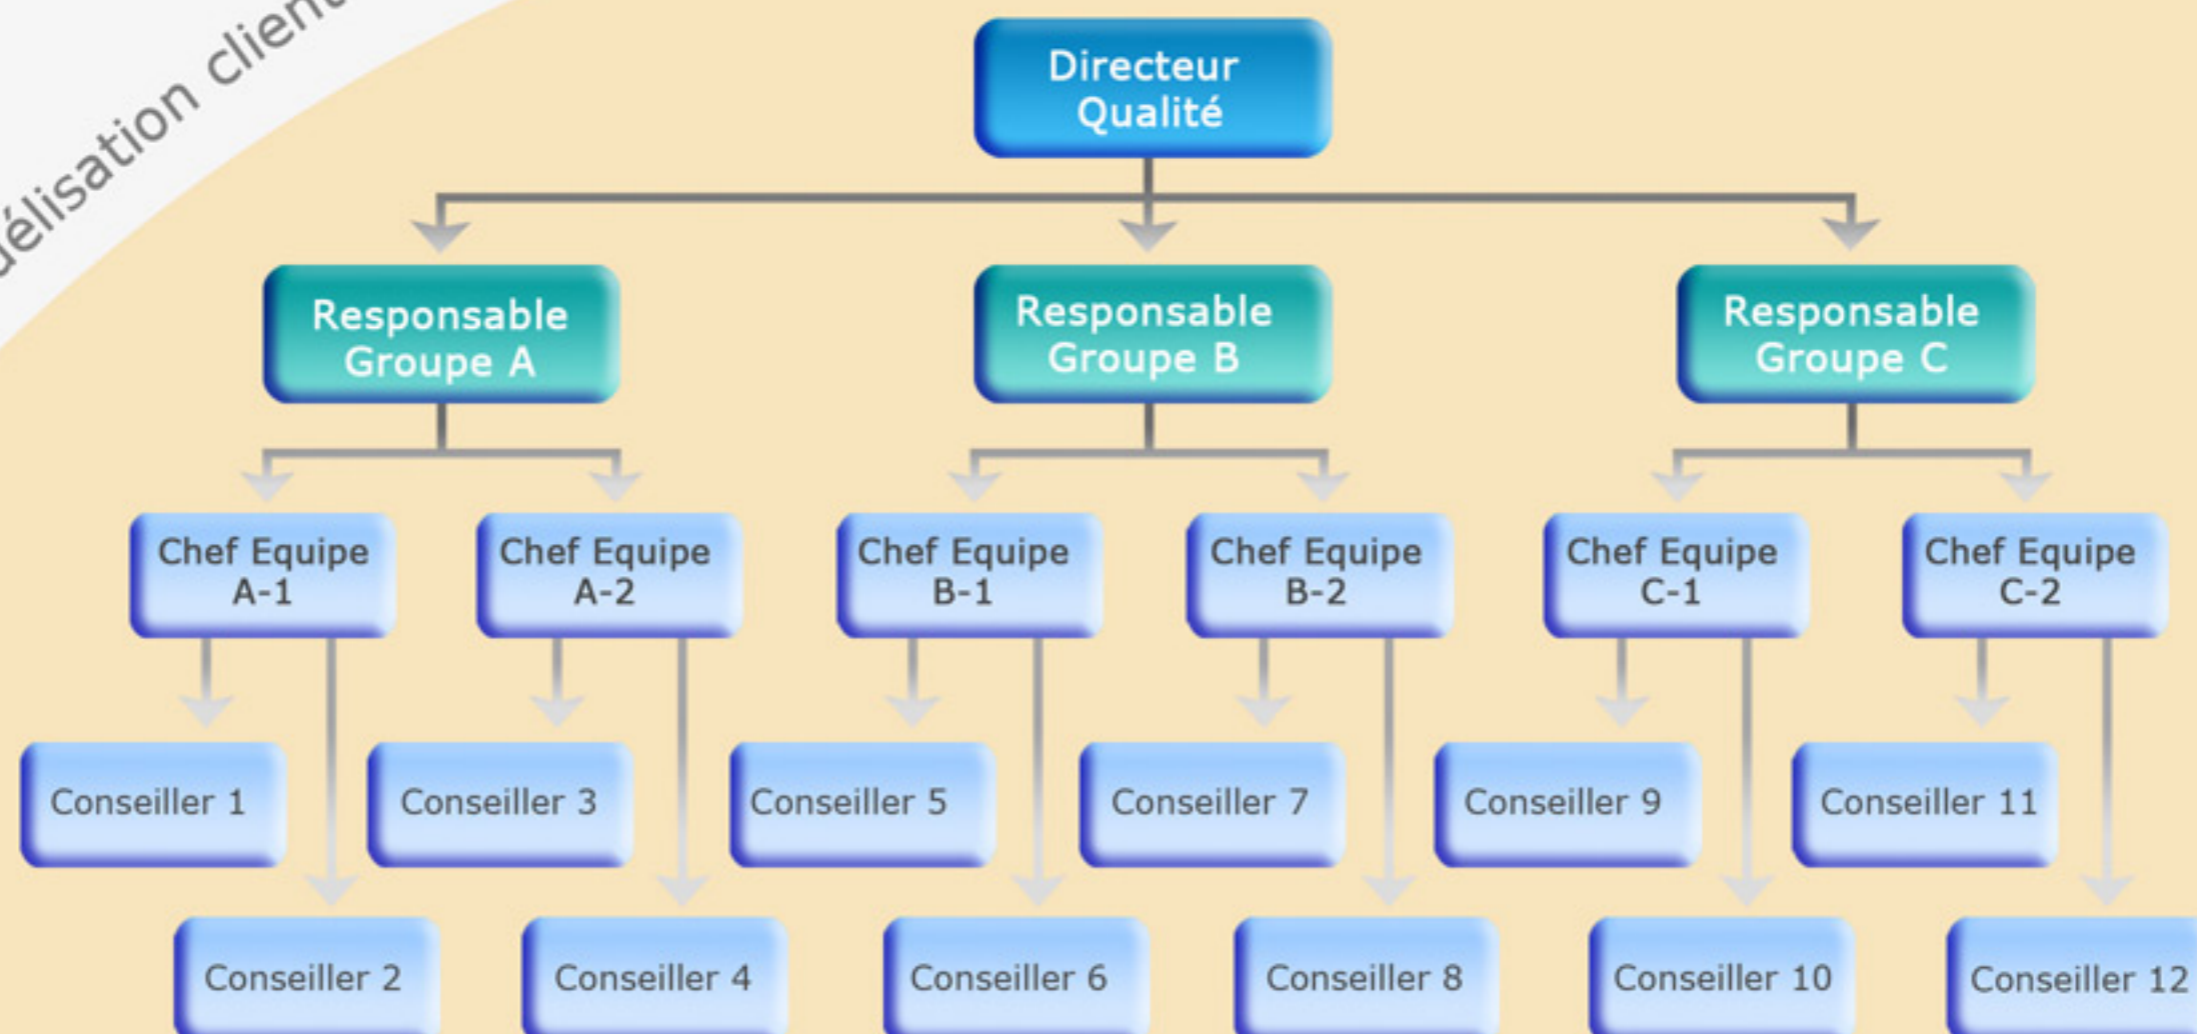 élisation client
Directeur
Qualité
Responsable
Groupe A
Responsable
Groupe B
Responsable
Groupe C
Chef Equipe
A-1
Chef Equipe
A-2
Chef Equipe
B-1
Chef Equipe
B-2
Chef Equipe
C-1
Chef Equipe
C-2
Conseiller 1
Conseiller 3
Conseiller 5
Conseiller 7
Conseiller 9
Conseiller 11
Conseiller 2
Conseiller 4
Conseiller 6
Conseiller 8
Conseiller 10
Conseiller 12